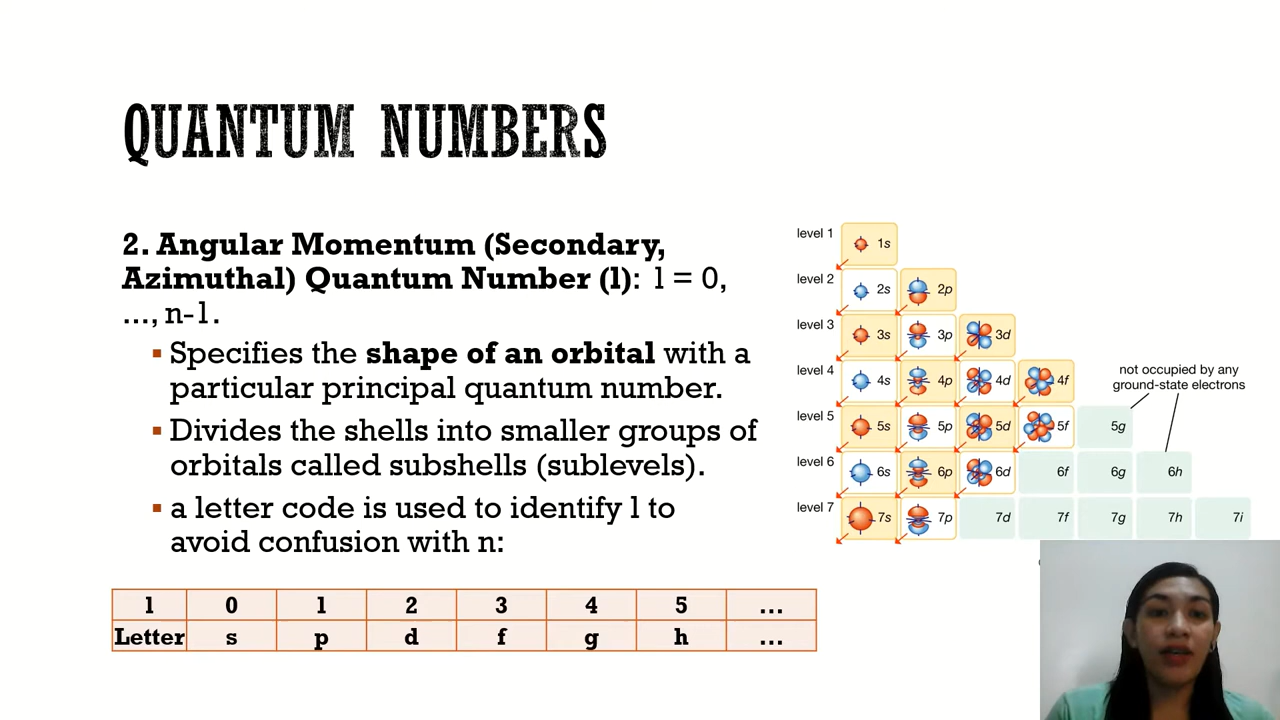 QUANTUM NUMBERS
2. Angular Momentum (Secondary,
Azimuthal) Quantum Number (l): l = 0,
…, n-1.
▪ Specifies the shape of an orbital with a
particular principal quantum number.
▪ Divides the shells into smaller groups of
orbitals called subshells (sublevels).
▪ a letter code is used to identify l to
avoid confusion with n:
l 0 1 2 3 4 5 …
Letter s p d f g h …
level 1 1s
level 2 2s 2p
level 3 3s 3p 3d
level 4 4s 4p 4d 4f
not occupied by any
ground-state electrons
level 5 5s 5p 5d 5f 5g
level 6 6s 6p 6d 6f 6g 6h
level 7 7s 7p 7d 7f 7g 7h 7i